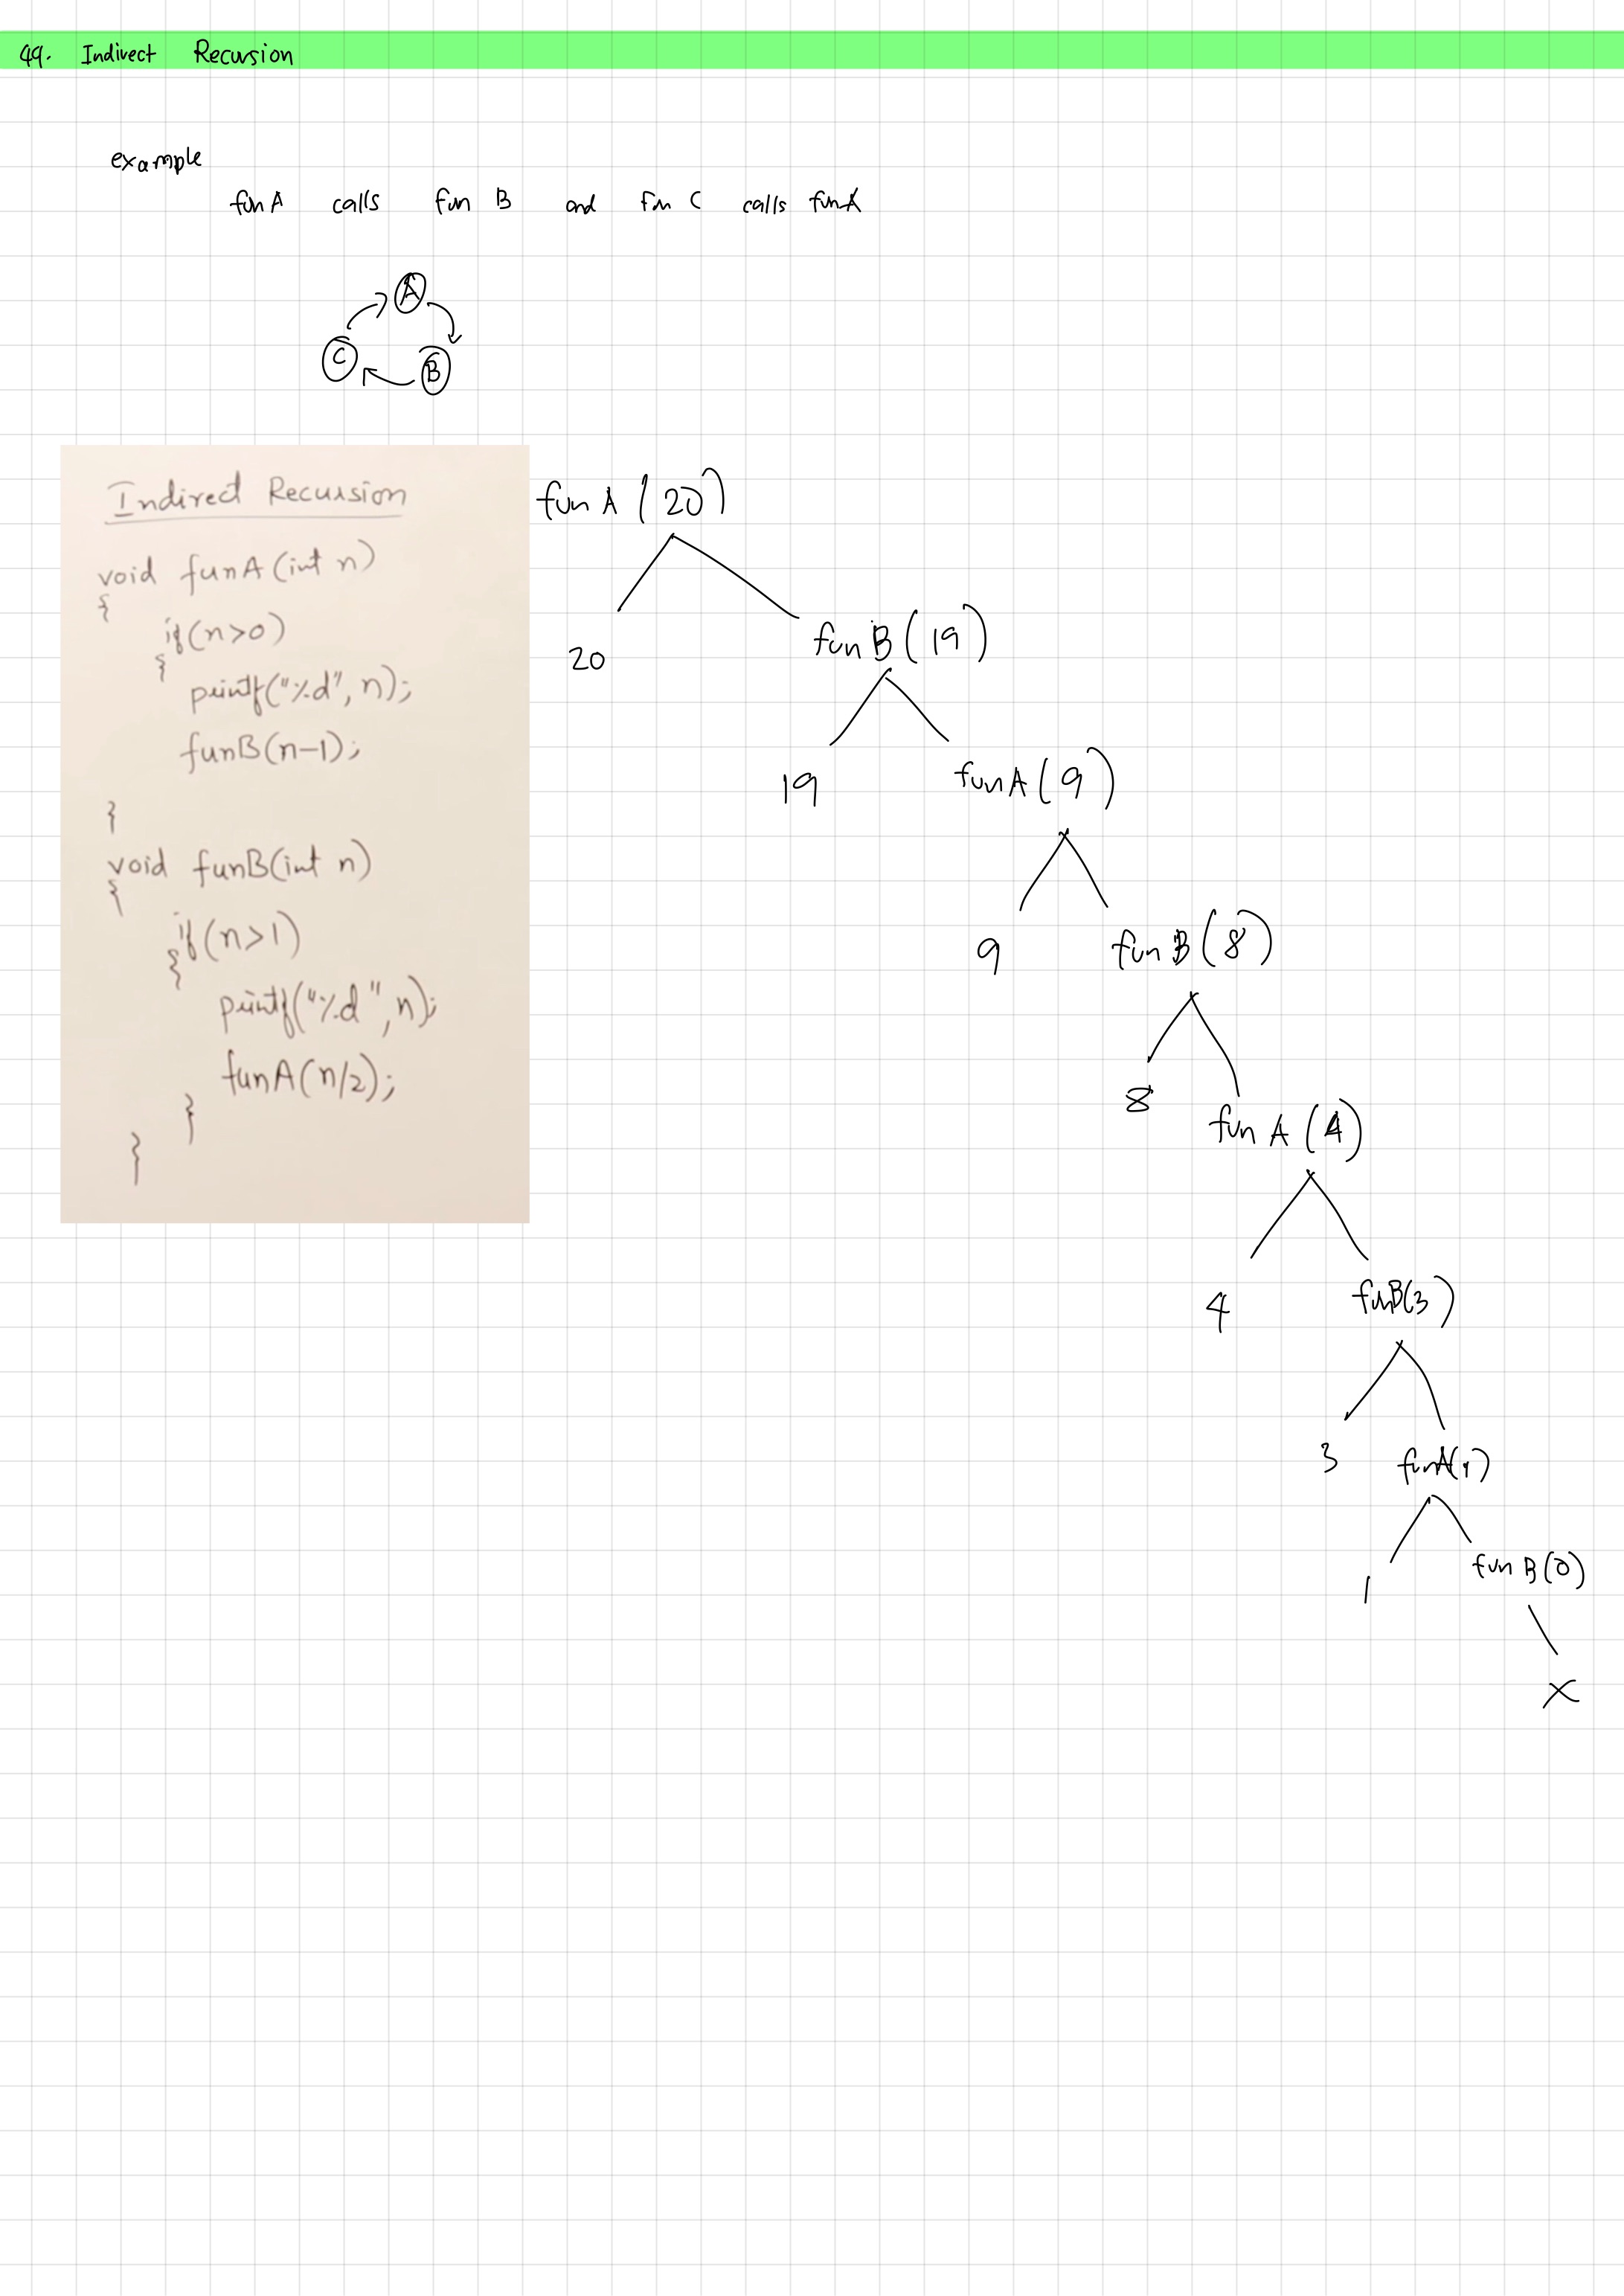 49. Indirect Recursion
example
fun A calls fun B and fun C calls funA
A
C
B
Indirect Recursion
void funA(int n)
{
if(n>0)
{
printf("%d", n);
funB(n-1);
}
void funB(int n)
{
if(n>1)
{
printf("%d", n);
funA(n/2);
}
}
fun A (20)
20
fun B (19)
19
funA(9)
9
fun B (8)
8
fun A (4)
4
funB(3)
3
funA(1)
1
fun B(0)
X